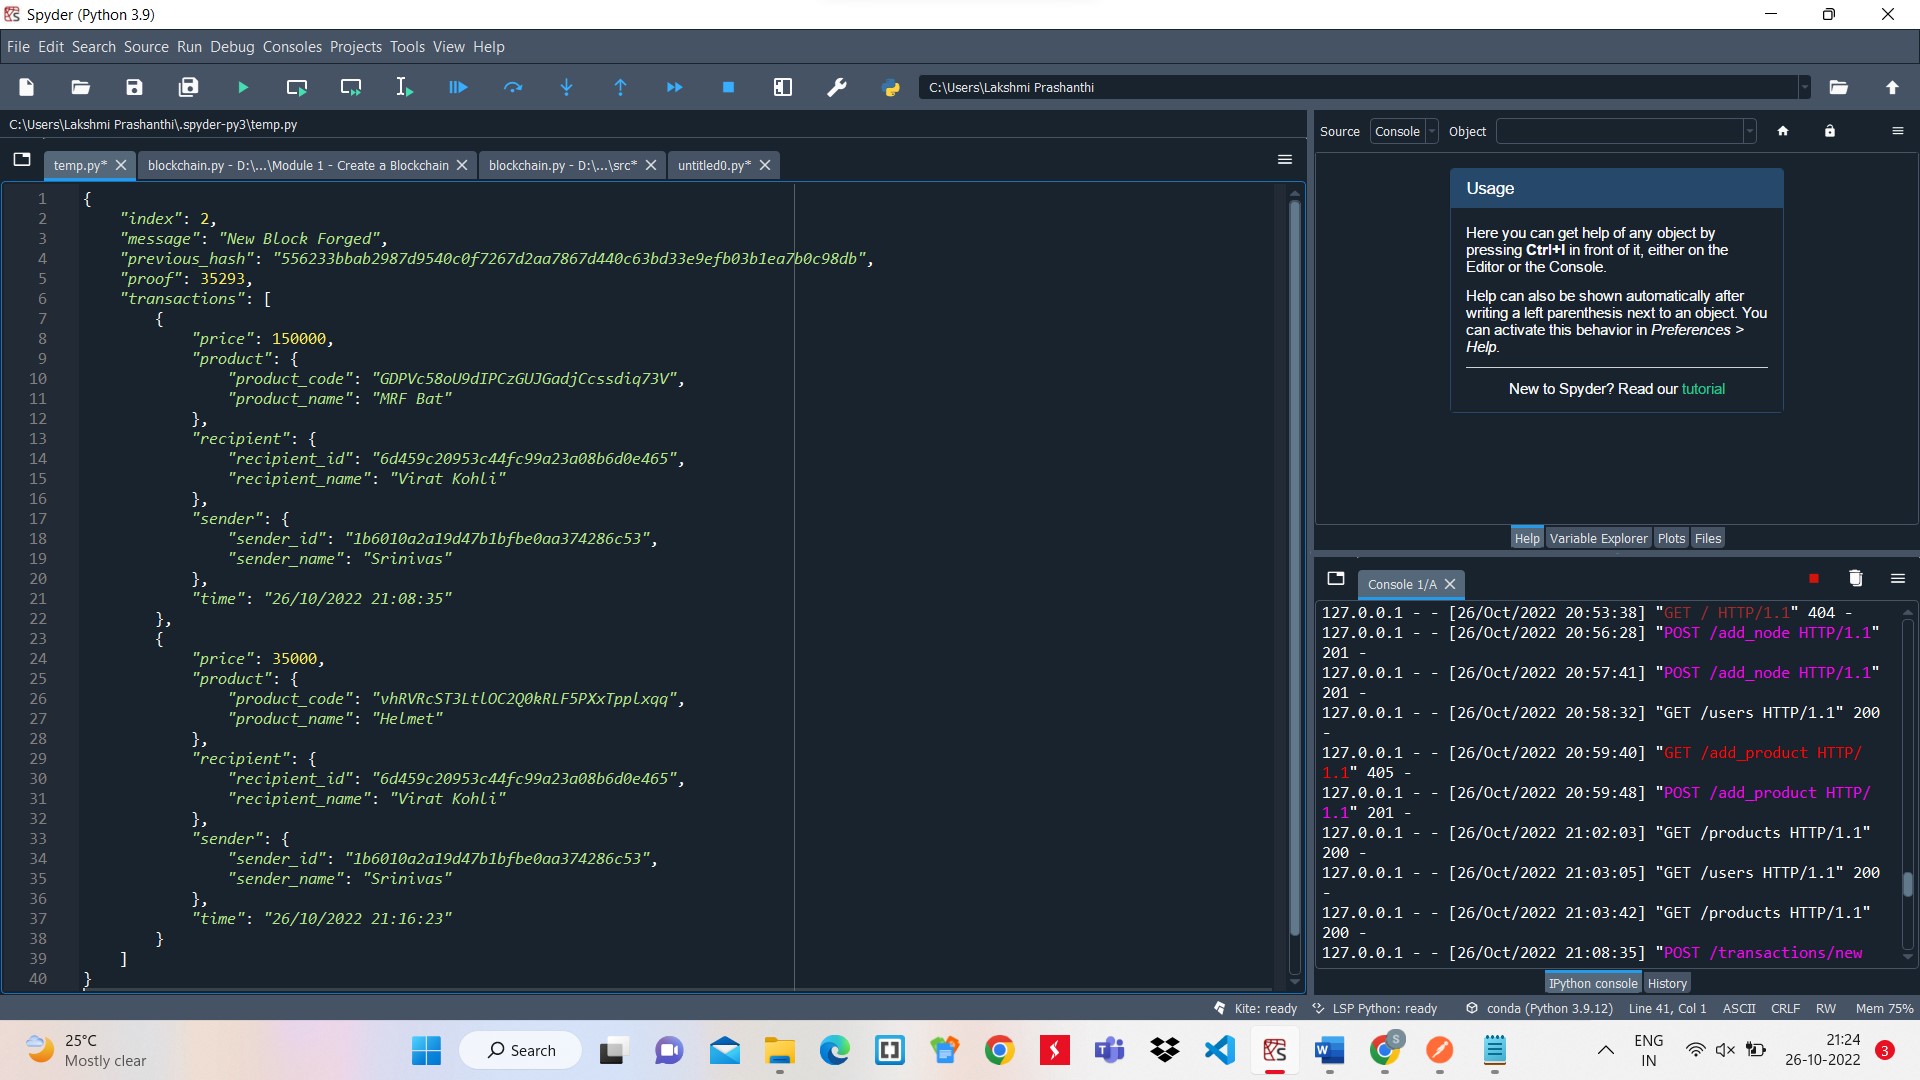 Spyder (Python 3.9)
File Edit Search Source Run Debug Consoles Projects Tools View Help
C:\Users\Lakshmi Prashanthi
C:\Users\Lakshmi Prashanthi\.spyder-py3\temp.py
temp.py*
blockchain.py - D:\...\Module 1 - Create a Blockchain
blockchain.py - D:\...\src*
untitled0.py*
1 {
2 "index": 2,
3 "message": "New Block Forged",
4 "previous_hash": "556233bbab2987d9540c0f7267d2aa7867d440c63bd33e9efb03b1ea7b0c98db",
5 "proof": 35293,
6 "transactions": [
7 {
8 "price": 150000,
9 "product": {
10 "product_code": "GDPVc58oU9dIPCzGUJGadjCcssdiq73V",
11 "product_name": "MRF Bat"
12 },
13 "recipient": {
14 "recipient_id": "6d459c20953c44fc99a23a08b6d0e465",
15 "recipient_name": "Virat Kohli"
16 },
17 "sender": {
18 "sender_id": "1b6010a2a19d47b1bfbe0aa374286c53",
19 "sender_name": "Srinivas"
20 },
21 "time": "26/10/2022 21:08:35"
22 },
23 {
24 "price": 35000,
25 "product": {
26 "product_code": "vhRVRcST3LtlOC2Q0kRLF5PXxTpplxqq",
27 "product_name": "Helmet"
28 },
29 "recipient": {
30 "recipient_id": "6d459c20953c44fc99a23a08b6d0e465",
31 "recipient_name": "Virat Kohli"
32 },
33 "sender": {
34 "sender_id": "1b6010a2a19d47b1bfbe0aa374286c53",
35 "sender_name": "Srinivas"
36 },
37 "time": "26/10/2022 21:16:23"
38 }
39 ]
40 }
Source Console Object
Usage
Here you can get help of any object by
pressing Ctrl+I in front of it, either on the
Editor or the Console.
Help can also be shown automatically after
writing a left parenthesis next to an object. You
can activate this behavior in Preferences >
Help.
New to Spyder? Read our tutorial
Help Variable Explorer Plots Files
Console 1/A
127.0.0.1 - - [26/Oct/2022 20:53:38] "GET / HTTP/1.1" 404 -
127.0.0.1 - - [26/Oct/2022 20:56:28] "POST /add_node HTTP/1.1"
201 -
127.0.0.1 - - [26/Oct/2022 20:57:41] "POST /add_node HTTP/1.1"
201 -
127.0.0.1 - - [26/Oct/2022 20:58:32] "GET /users HTTP/1.1" 200
-
127.0.0.1 - - [26/Oct/2022 20:59:40] "GET /add_product HTTP/
1.1" 405 -
127.0.0.1 - - [26/Oct/2022 20:59:48] "POST /add_product HTTP/
1.1" 201 -
127.0.0.1 - - [26/Oct/2022 21:02:03] "GET /products HTTP/1.1"
200 -
127.0.0.1 - - [26/Oct/2022 21:03:05] "GET /users HTTP/1.1" 200
-
127.0.0.1 - - [26/Oct/2022 21:03:42] "GET /products HTTP/1.1"
200 -
127.0.0.1 - - [26/Oct/2022 21:08:35] "POST /transactions/new
IPython console History
Kite: ready LSP Python: ready conda (Python 3.9.12) Line 41, Col 1 ASCII CRLF RW Mem 75%
25°C
Mostly clear
Search
S
ENG
IN
21:24
26-10-2022
3